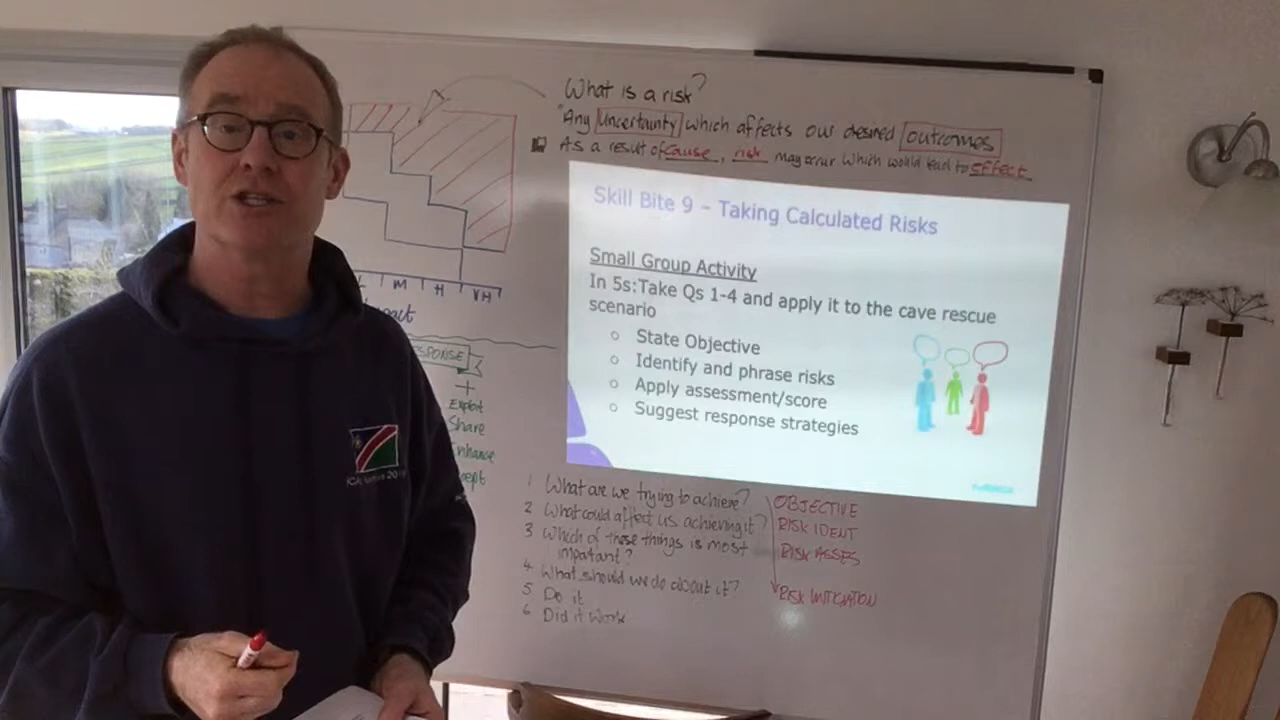 What is a risk?
"Any Uncertainty which affects our desired outcomes
As a result of cause, risk may occur which would lead to effect
Skill Bite 9 – Taking Calculated Risks
Small Group Activity
In 5s:Take Qs 1-4 and apply it to the cave rescue
scenario
State Objective
Identify and phrase risks
Apply assessment/score
Suggest response strategies
M H VH
+
Exploit
Share
1 What are we trying to achieve?
2 What could affect us achieving it?
3 Which of these things is most
important?
4 What should we do about it?
5 Do it
6 Did it work
OBJECTIVE
RISK IDENT
RISK ASSES
RISK MITIGATION